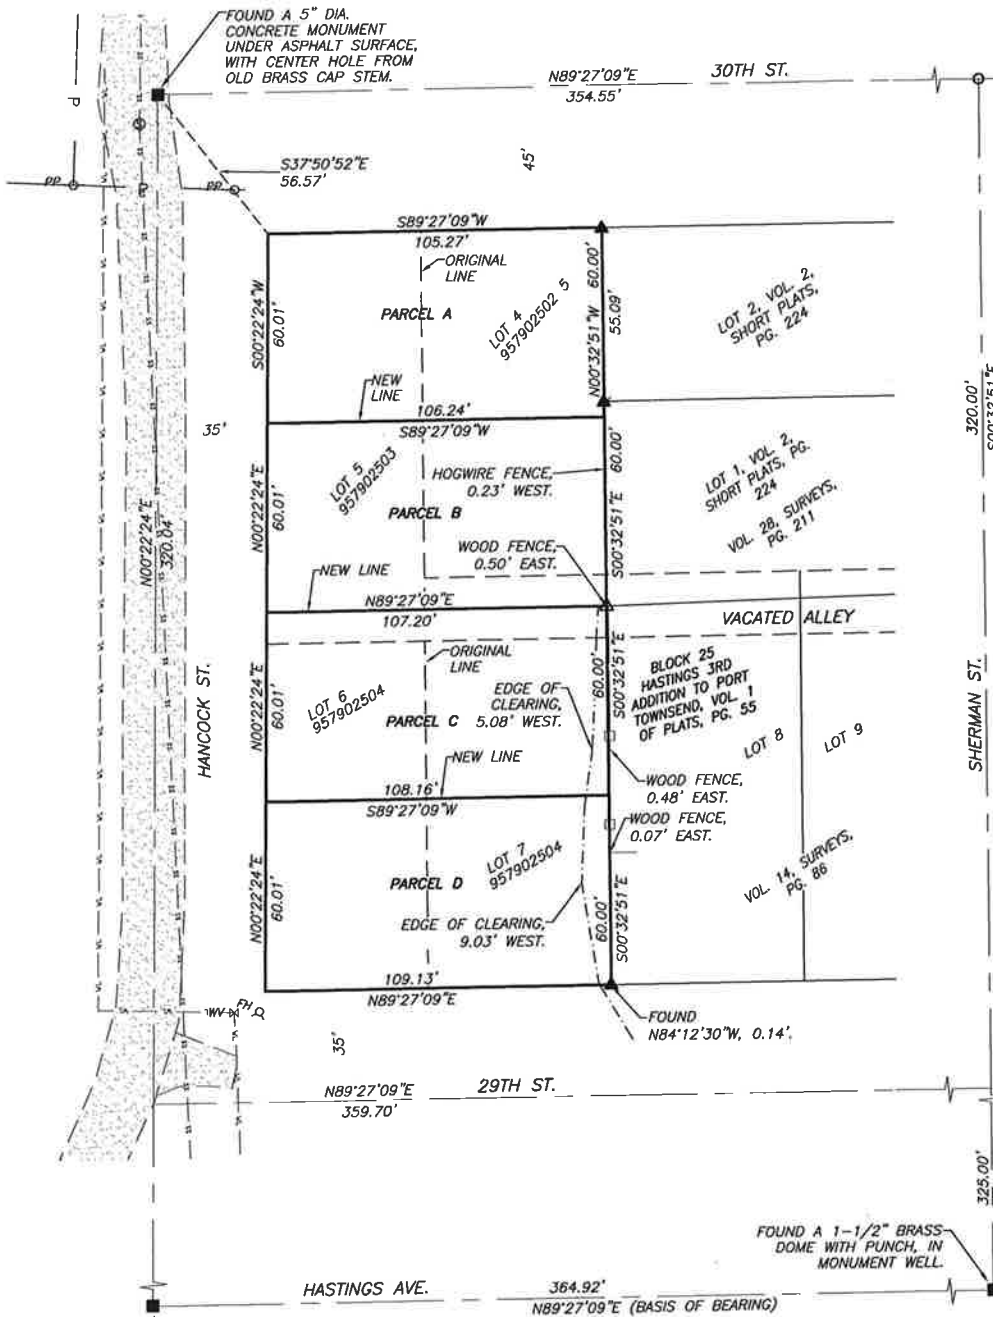 FOUND A 5" DIA.
CONCRETE MONUMENT
UNDER ASPHALT SURFACE,
WITH CENTER HOLE FROM
OLD BRASS CAP STEM.
N89°27'09"E
354.55'
30TH ST.
P
PP
PP
S37°50'52"E
56.57'
45'
S89°27'09"W
105.27'
ORIGINAL
LINE
PARCEL A
LOT 4
957902502 5
S00°22'24"W
60.01'
N00°32'51"W 60.00'
55.09'
LOT 2, VOL. 2,
SHORT PLATS,
PG. 224
320.00'
S00°32'51"E
NEW
LINE
106.24'
S89°27'09"W
35'
LOT 5
957902503
PARCEL B
N00°22'24"E
60.01'
HOGWIRE FENCE,
0.23' WEST.
60.00'
S00°32'51"E
LOT 1, VOL. 2,
SHORT PLATS, PG.
224
VOL. 28, SURVEYS,
PG. 211
N00°22'24"E
320.04'
WOOD FENCE,
0.50' EAST.
NEW LINE
N89°27'09"E
107.20'
VACATED ALLEY
HANCOCK ST.
ORIGINAL
LINE
LOT 6
957902504
PARCEL C
N00°22'24"E
60.01'
EDGE OF
CLEARING,
5.08' WEST.
60.00'
S00°32'51"E
BLOCK 25
HASTINGS 3RD
ADDITION TO PORT
TOWNSEND, VOL. 1
OF PLATS, PG. 55
LOT 8
LOT 9
SHERMAN ST.
NEW LINE
108.16'
S89°27'09"W
WOOD FENCE,
0.48' EAST.
WOOD FENCE,
0.07' EAST.
LOT 7
957902504
PARCEL D
N00°22'24"E
60.01'
EDGE OF CLEARING,
9.03' WEST.
60.00'
S00°32'51"E
VOL. 14, SURVEYS,
PG. 86
109.13'
N89°27'09"E
WV
FH
FOUND
N84°12'30"W, 0.14'.
35'
N89°27'09"E
359.70'
29TH ST.
325.00'
FOUND A 1-1/2" BRASS
DOME WITH PUNCH, IN
MONUMENT WELL.
HASTINGS AVE.
364.92'
N89°27'09"E (BASIS OF BEARING)